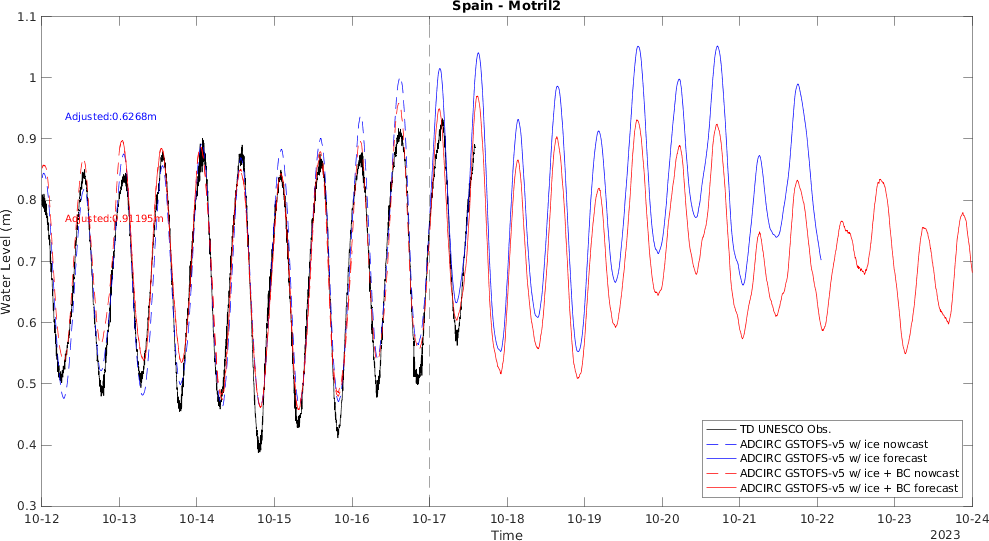 Spain - Motril2
1.1
1
0.9
0.8
0.7
0.6
0.5
0.4
0.3
Water Level (m)
Adjusted:0.6268m
Adjusted:0.91195m
TD UNESCO Obs.
ADCIRC GSTOFS-v5 w/ ice nowcast
ADCIRC GSTOFS-v5 w/ ice forecast
ADCIRC GSTOFS-v5 w/ ice + BC nowcast
ADCIRC GSTOFS-v5 w/ ice + BC forecast
10-12 10-13 10-14 10-15 10-16 10-17 10-18 10-19 10-20 10-21 10-22 10-23 10-24
Time
2023